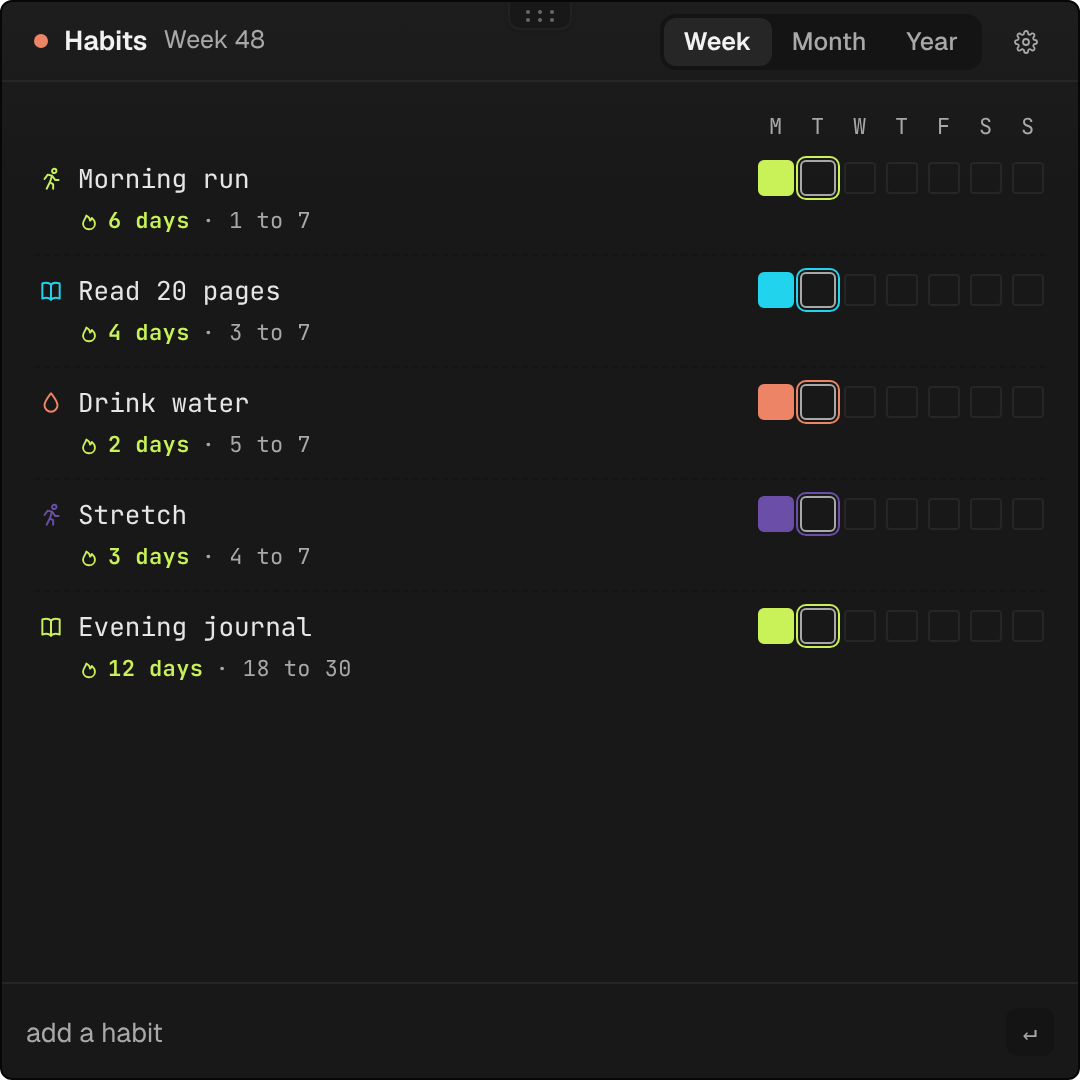 Habits Week 48 Week Month Year
M T W T F S S
Morning run
6 days · 1 to 7
Read 20 pages
4 days · 3 to 7
Drink water
2 days · 5 to 7
Stretch
3 days · 4 to 7
Evening journal
12 days · 18 to 30
add a habit